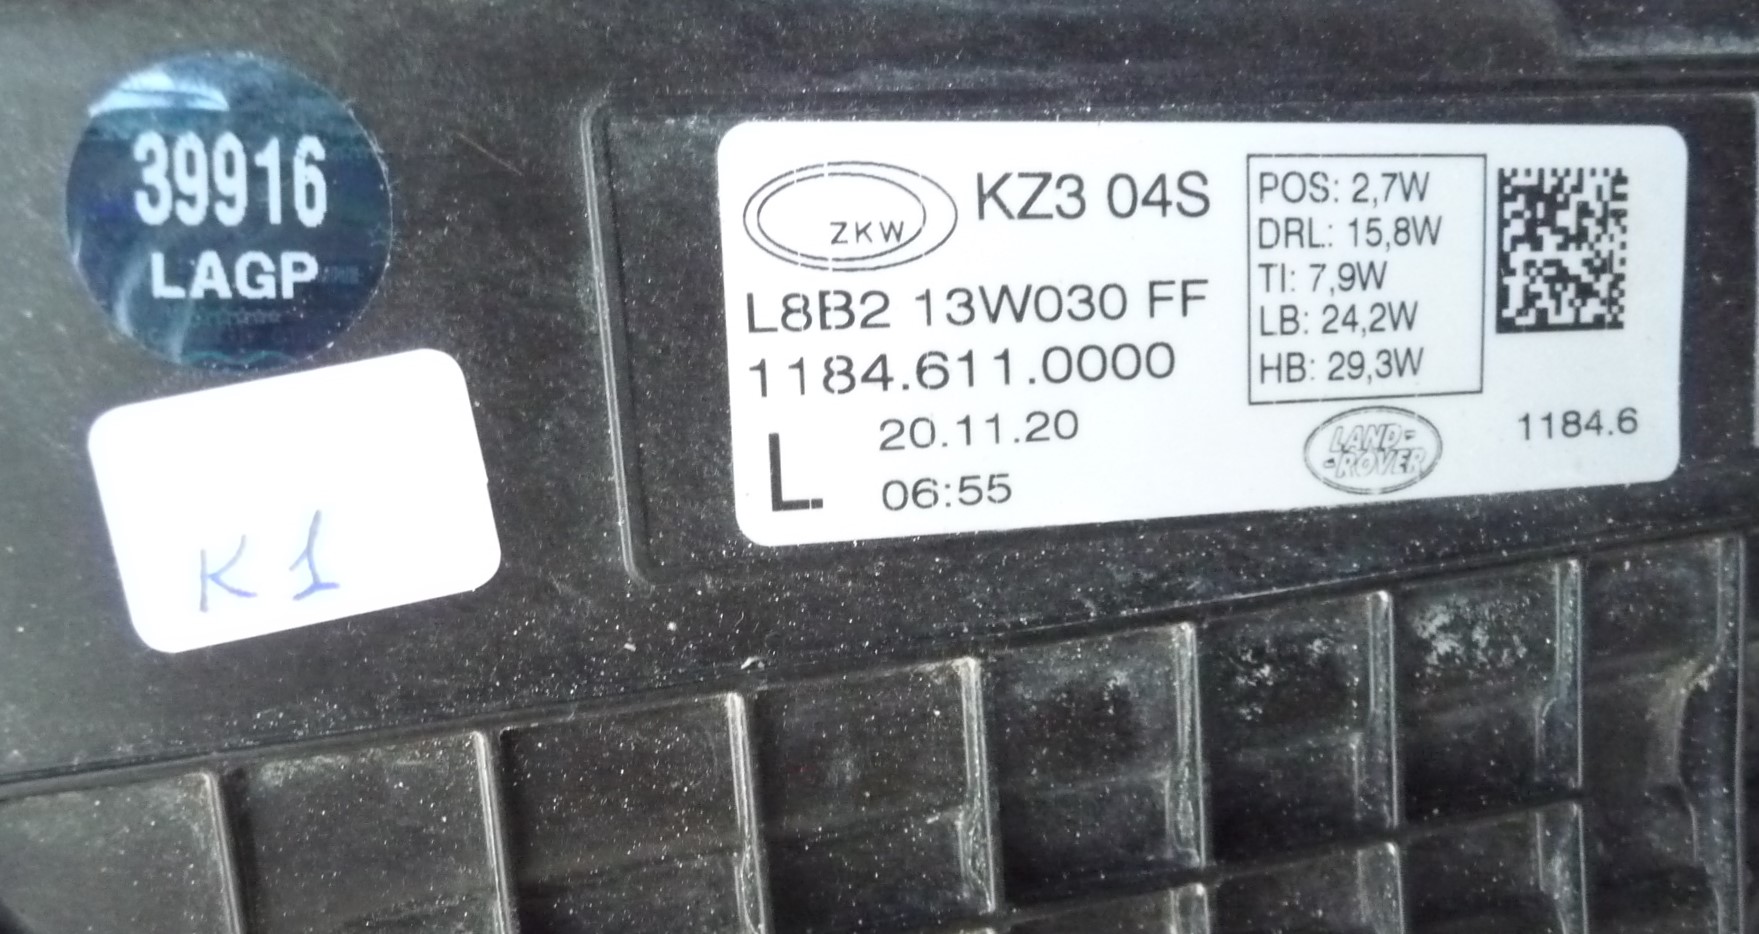 39916
LAGP
K 1
ZKW
KZ3 04S
L8B2 13W030 FF
1184.611.0000
L
20.11.20
06:55
POS: 2,7W
DRL: 15,8W
TI: 7,9W
LB: 24,2W
HB: 29,3W
LAND-
-ROVER
1184.6